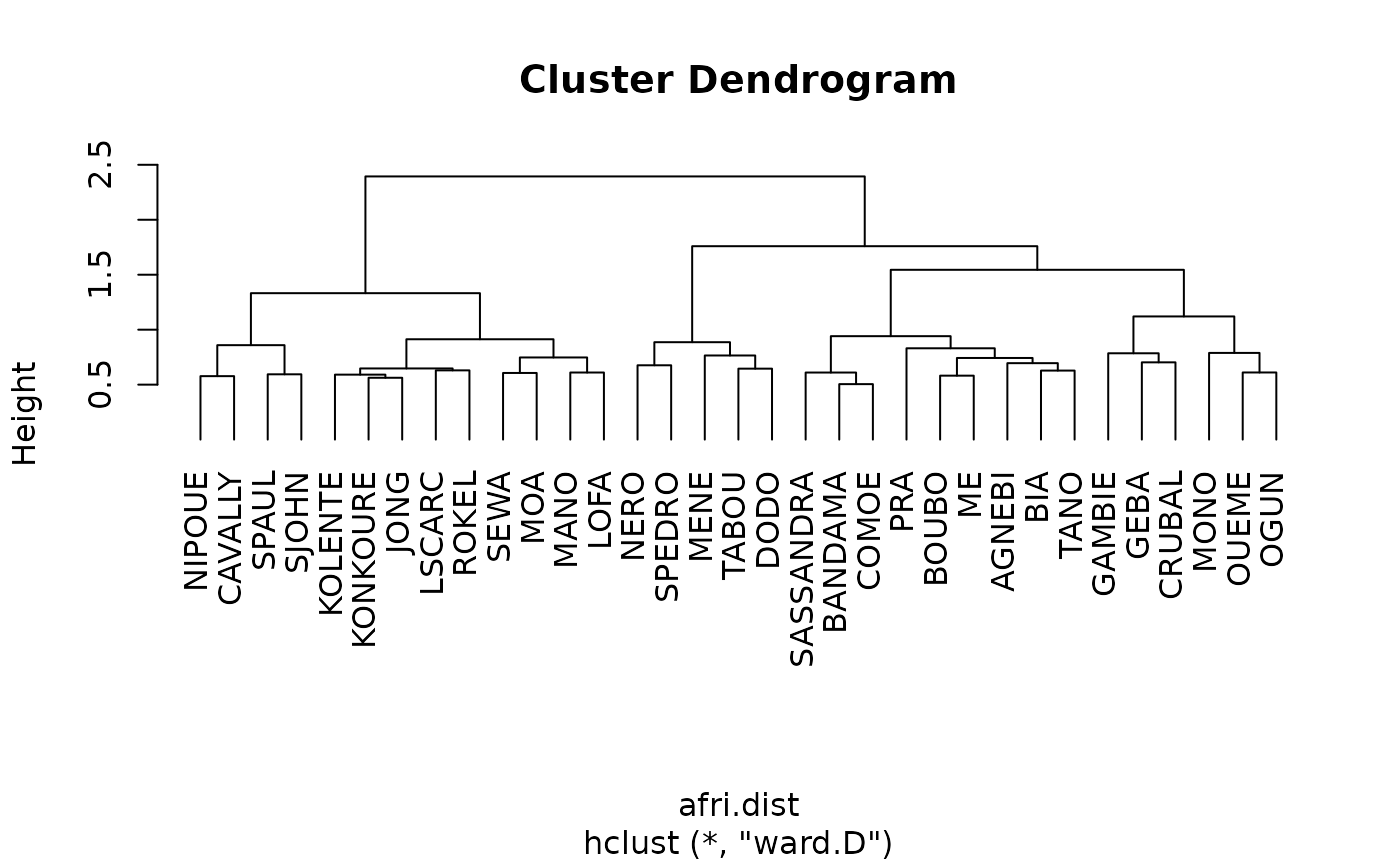 Cluster Dendrogram
Height
2.5
1.5
0.5
NIPOUE
CAVALLY
SPAUL
SJOHN
KOLENTE
KONKOURE
JONG
LSCARC
ROKEL
SEWA
MOA
MANO
LOFA
NERO
SPEDRO
MENE
TABOU
DODO
SASSANDRA
BANDAMA
COMOE
PRA
BOUBO
ME
AGNEBI
BIA
TANO
GAMBIE
GEBA
CRUBAL
MONO
OUEME
OGUN
afri.dist
hclust (*, "ward.D")